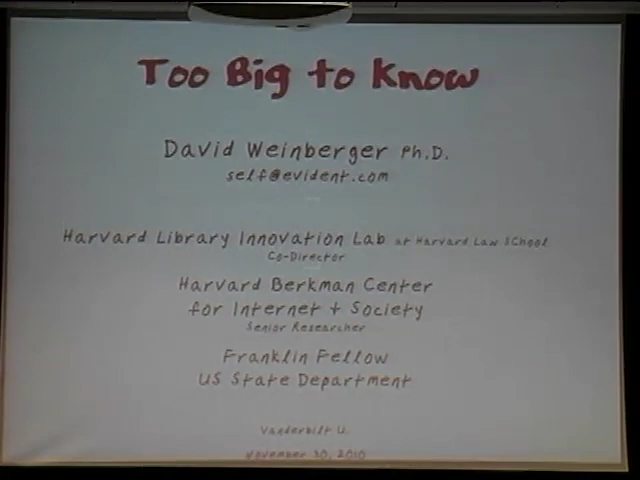 Too Big to Know
David Weinberger Ph.D.
self@evident.com
Harvard Library Innovation Lab at Harvard Law School
Co-Director
Harvard Berkman Center
for Internet + Society
Senior Researcher
Franklin Fellow
US State Department
Vanderbilt U.
November 30, 2010